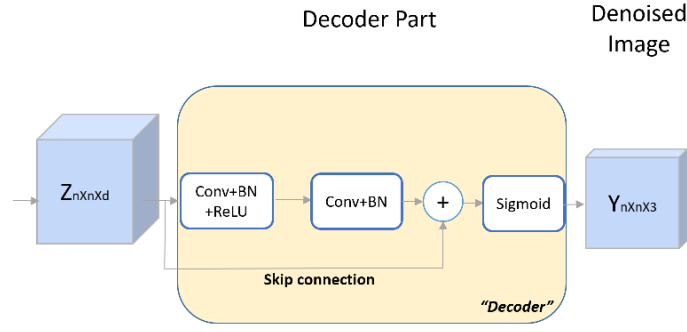 Decoder Part
Denoised
Image
ZnXnXd
Conv+BN
+ReLU
Conv+BN
+
Sigmoid
YnXnX3
Skip connection
“Decoder”